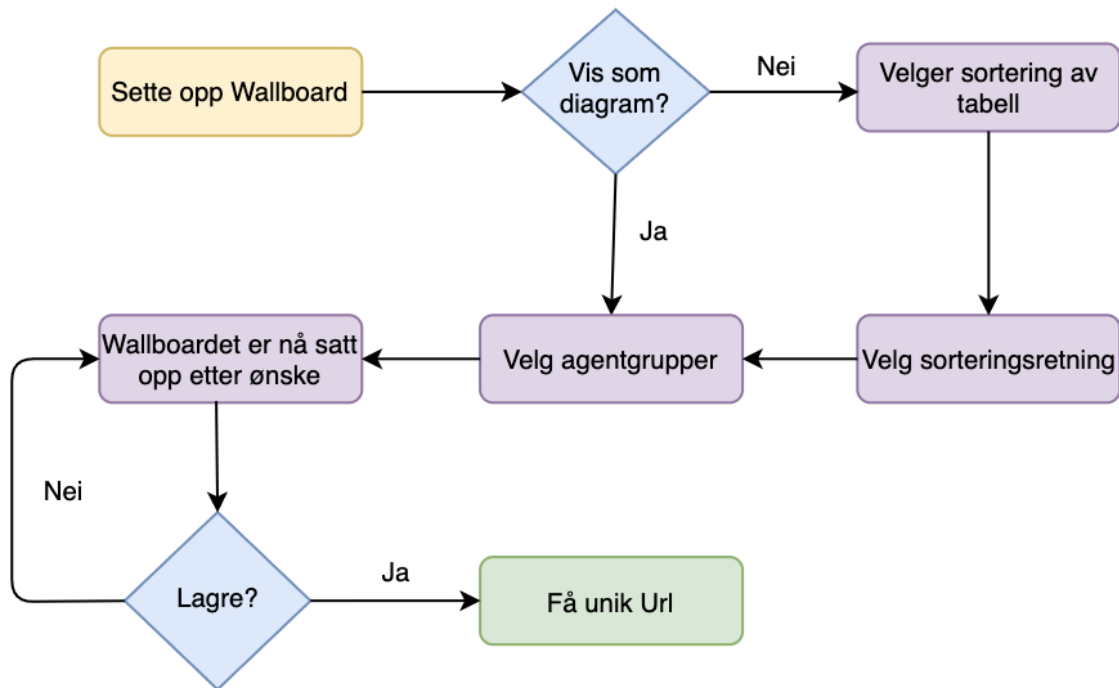 Sette opp Wallboard
Vis som
diagram?
Nei
Velger sortering av
tabell
Ja
Wallboardet er nå satt
opp etter ønske
Velg agentgrupper
Velg sorteringsretning
Nei
Lagre?
Ja
Få unik Url